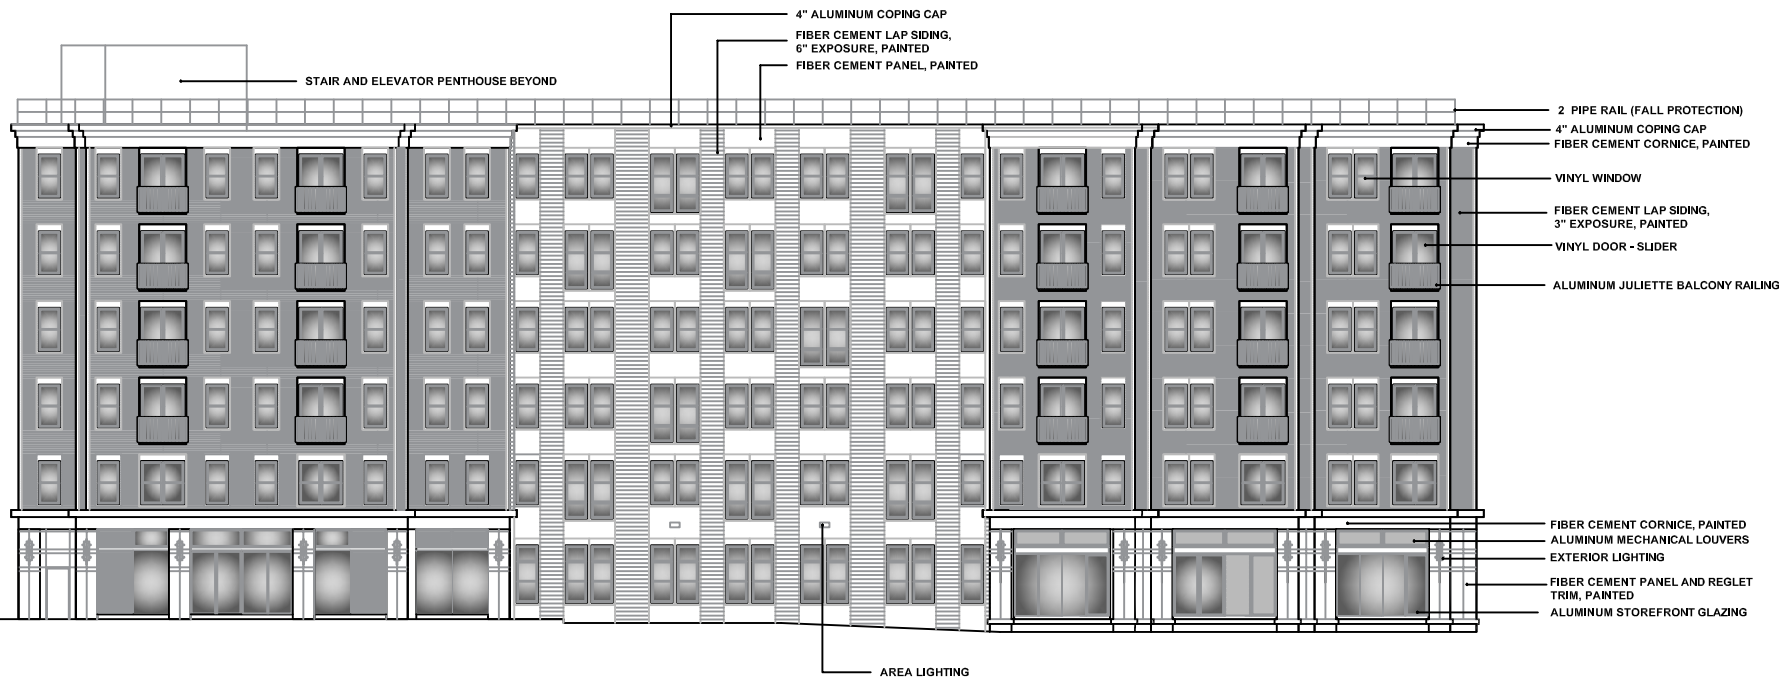 4" ALUMINUM COPING CAP
FIBER CEMENT LAP SIDING,
6" EXPOSURE, PAINTED
FIBER CEMENT PANEL, PAINTED
STAIR AND ELEVATOR PENTHOUSE BEYOND
2 PIPE RAIL (FALL PROTECTION)
4" ALUMINUM COPING CAP
FIBER CEMENT CORNICE, PAINTED
VINYL WINDOW
FIBER CEMENT LAP SIDING,
3" EXPOSURE, PAINTED
VINYL DOOR - SLIDER
ALUMINUM JULIETTE BALCONY RAILING
FIBER CEMENT CORNICE, PAINTED
ALUMINUM MECHANICAL LOUVERS
EXTERIOR LIGHTING
FIBER CEMENT PANEL AND REGLET
TRIM, PAINTED
ALUMINUM STOREFRONT GLAZING
AREA LIGHTING